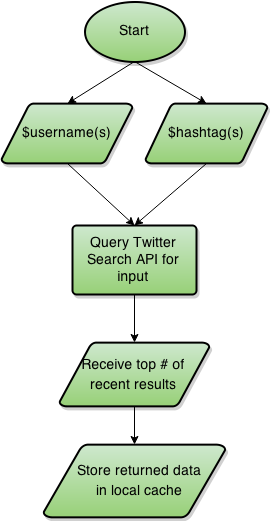 Start
$username(s)
$hashtag(s)
Query Twitter
Search API for
input
Receive top # of
recent results
Store returned data
in local cache